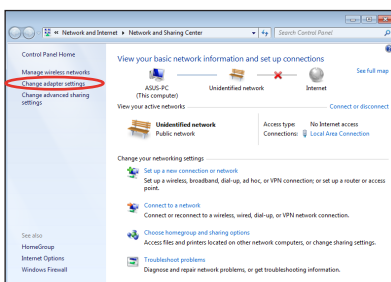 « Network and Internet ▸ Network and Sharing Center
Search Control Panel
Control Panel Home
Manage wireless networks
Change adapter settings
Change advanced sharing
settings
See also
HomeGroup
Internet Options
Windows Firewall
View your basic network information and set up connections
See full map
ASUS-PC
(This computer)
Unidentified network
Internet
View your active networks
Connect or disconnect
Unidentified network
Public network
Access type: No Internet access
Connections: Local Area Connection
Change your networking settings
Set up a new connection or network
Set up a wireless, broadband, dial-up, ad hoc, or VPN connection; or set up a router or access
point.
Connect to a network
Connect or reconnect to a wireless, wired, dial-up, or VPN network connection.
Choose homegroup and sharing options
Access files and printers located on other network computers, or change sharing settings.
Troubleshoot problems
Diagnose and repair network problems, or get troubleshooting information.